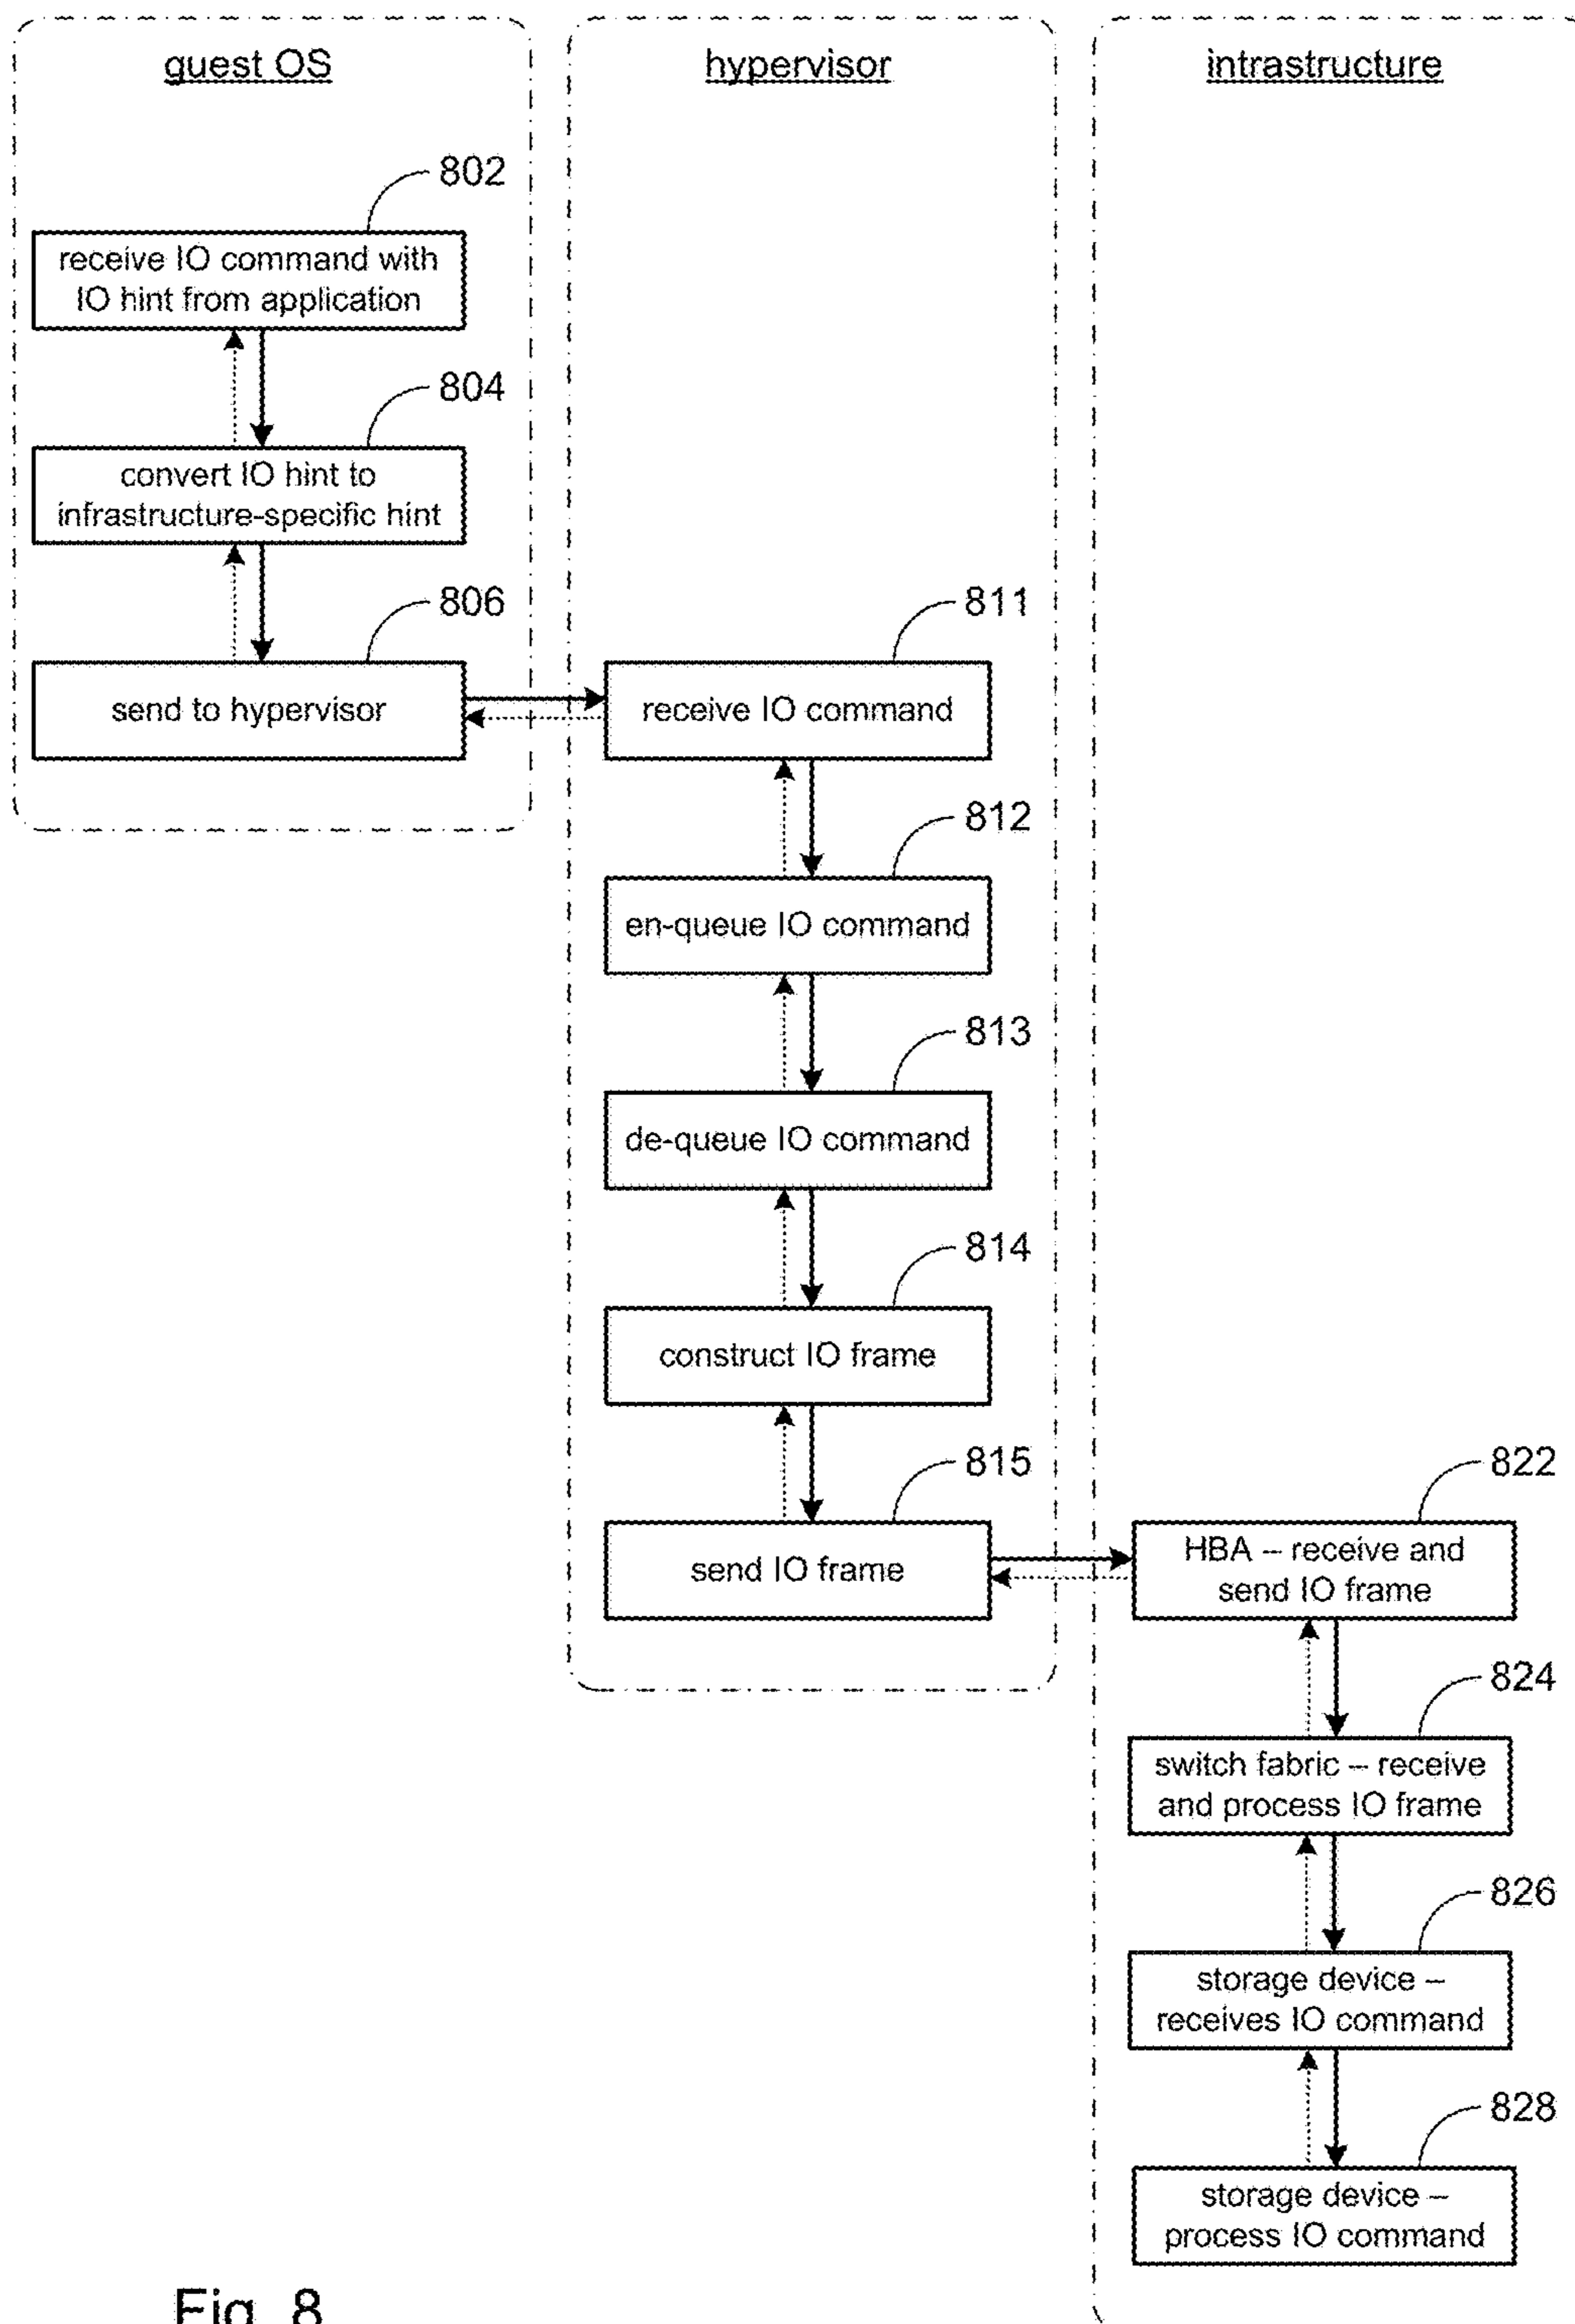 guest OS
802
receive IO command with
IO hint from application
804
convert IO hint to
infrastructure-specific hint
806
send to hypervisor
hypervisor
811
receive IO command
812
en-queue IO command
813
de-queue IO command
814
construct IO frame
815
send IO frame
intrastructure
822
HBA – receive and
send IO frame
824
switch fabric – receive
and process IO frame
826
storage device –
receives IO command
828
storage device –
process IO command
Fig. 8